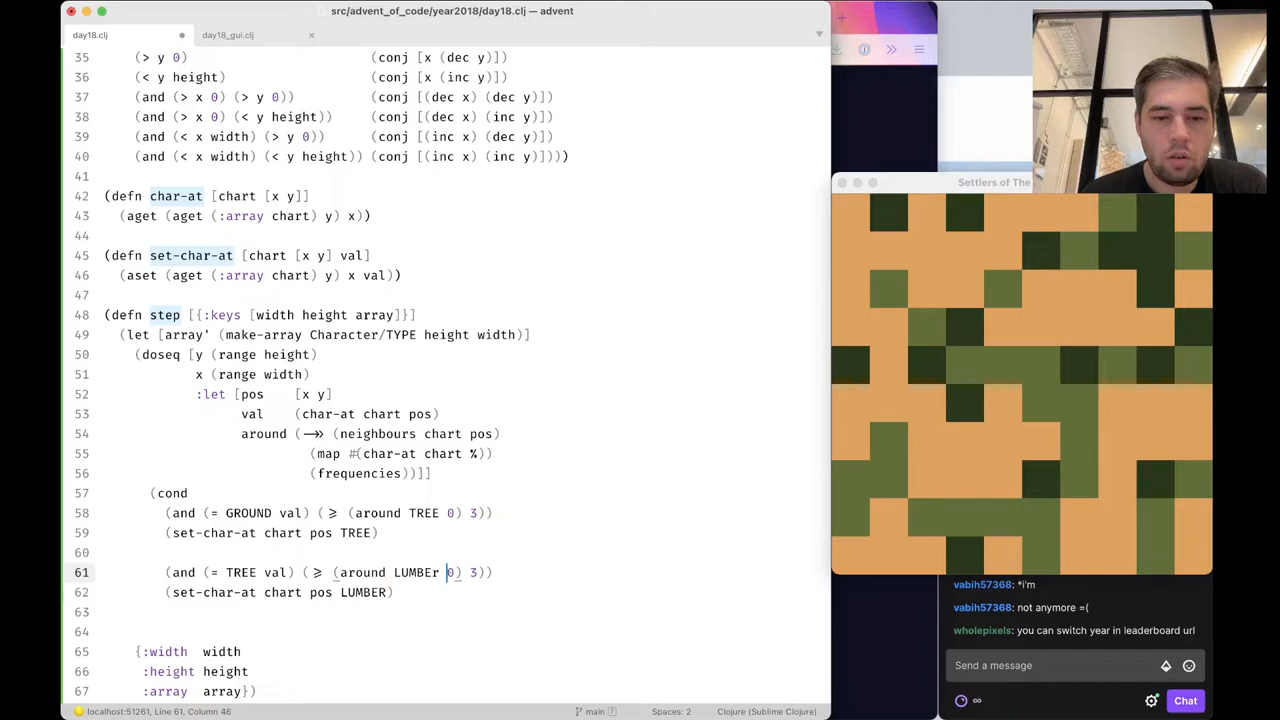 src/advent_of_code/year2018/day18.clj — advent
day18.clj
day18_gui.clj
35 (> y 0) (conj [x (dec y)])
36 (< y height) (conj [x (inc y)])
37 (and (> x 0) (> y 0)) (conj [(dec x) (dec y)])
38 (and (> x 0) (< y height)) (conj [(dec x) (inc y)])
39 (and (< x width) (> y 0)) (conj [(inc x) (dec y)])
40 (and (< x width) (< y height)) (conj [(inc x) (inc y)])))
41
42 (defn char-at [chart [x y]]
43 (aget (aget (:array chart) y) x))
44
45 (defn set-char-at [chart [x y] val]
46 (aset (aget (:array chart) y) x val))
47
48 (defn step [{:keys [width height array]}]
49 (let [array' (make-array Character/TYPE height width)]
50 (doseq [y (range height)
51 x (range width)
52 :let [pos [x y]
53 val (char-at chart pos)
54 around (->> (neighbours chart pos)
55 (map #(char-at chart %))
56 (frequencies))]]
57 (cond
58 (and (= GROUND val) (>= (around TREE 0) 3))
59 (set-char-at chart pos TREE)
60
61 (and (= TREE val) (>= (around LUMBEr 0) 3))
62 (set-char-at chart pos LUMBER)
63
64
65 {:width width
66 :height height
67 :array array})
localhost:51261, Line 61, Column 46
main 7
Spaces: 2
Clojure (Sublime Clojure)
Settlers of The
vabih57368: *i'm
vabih57368: not anymore =(
wholepixels: you can switch year in leaderboard url
Send a message
∞
Chat